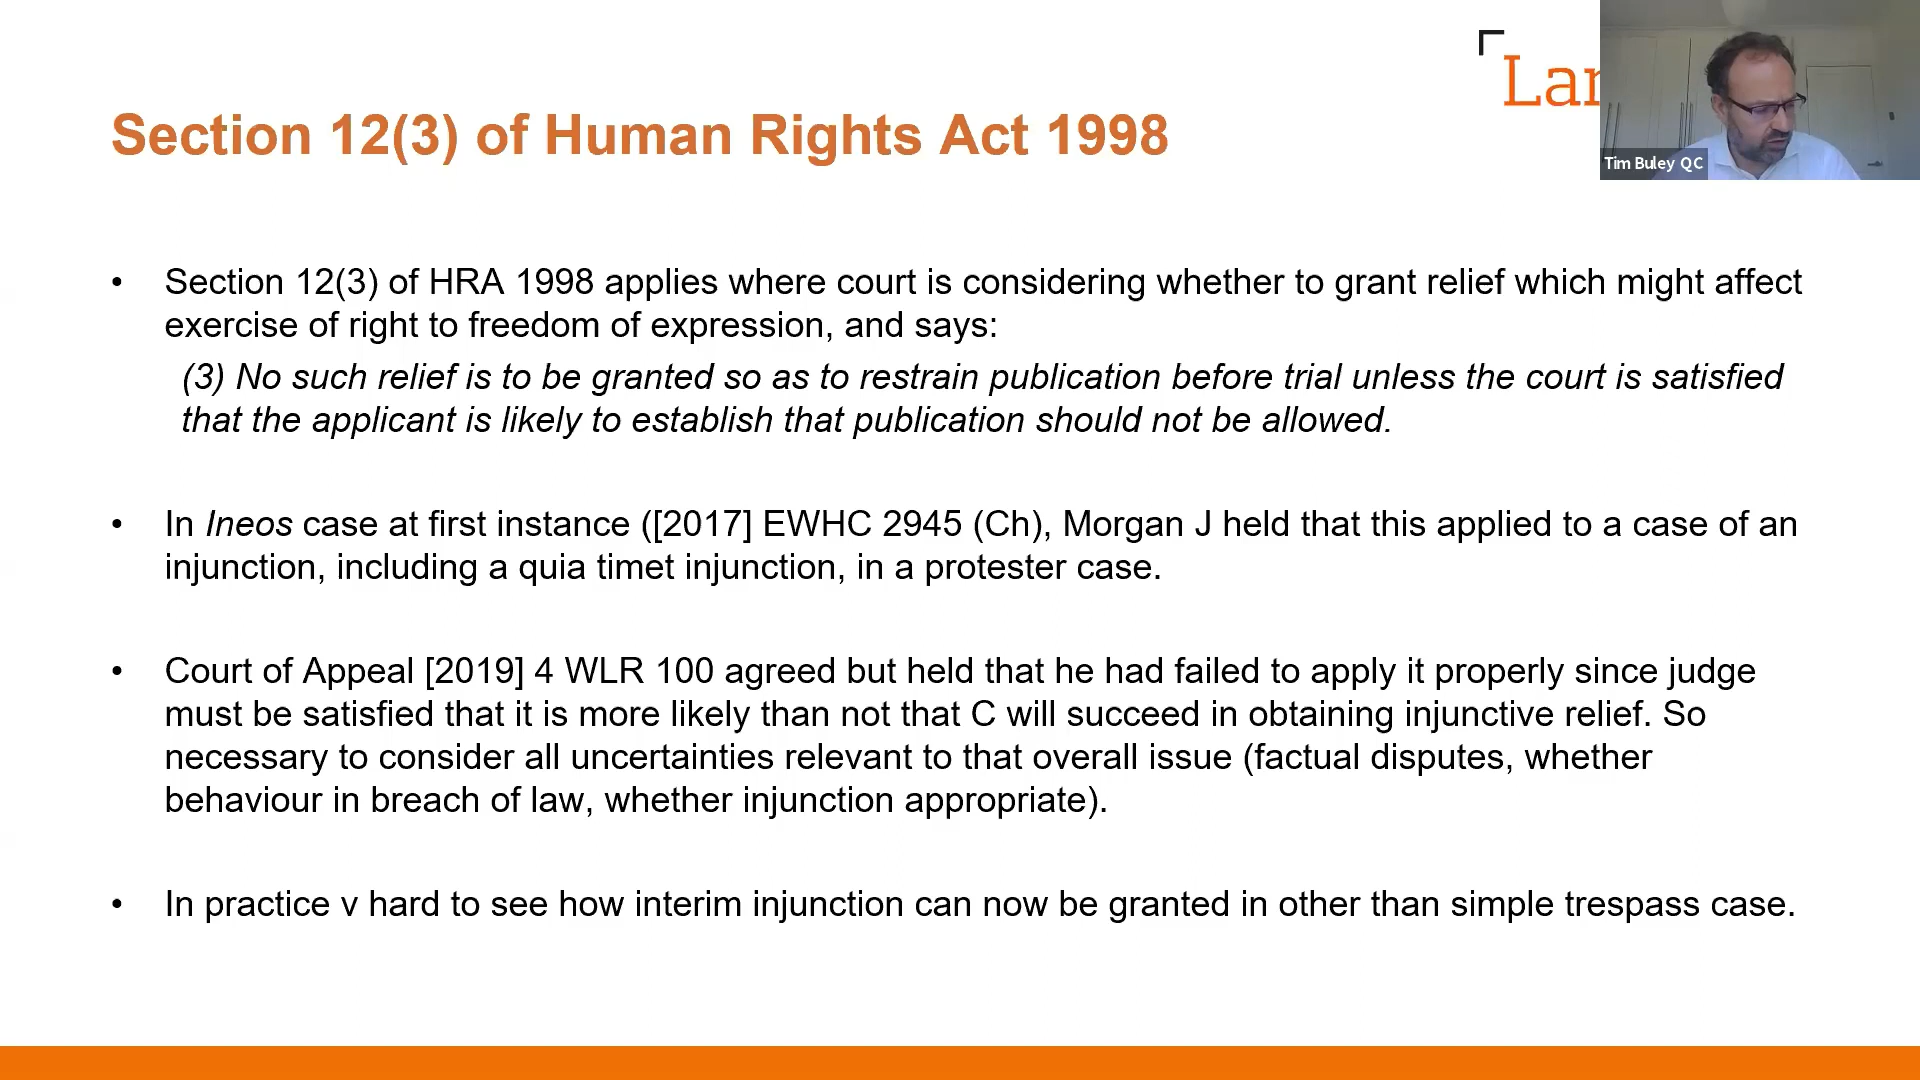 Lan
Tim Buley QC
Section 12(3) of Human Rights Act 1998
• Section 12(3) of HRA 1998 applies where court is considering whether to grant relief which might affect
exercise of right to freedom of expression, and says:
(3) No such relief is to be granted so as to restrain publication before trial unless the court is satisfied
that the applicant is likely to establish that publication should not be allowed.
• In Ineos case at first instance ([2017] EWHC 2945 (Ch), Morgan J held that this applied to a case of an
injunction, including a quia timet injunction, in a protester case.
• Court of Appeal [2019] 4 WLR 100 agreed but held that he had failed to apply it properly since judge
must be satisfied that it is more likely than not that C will succeed in obtaining injunctive relief. So
necessary to consider all uncertainties relevant to that overall issue (factual disputes, whether
behaviour in breach of law, whether injunction appropriate).
• In practice v hard to see how interim injunction can now be granted in other than simple trespass case.